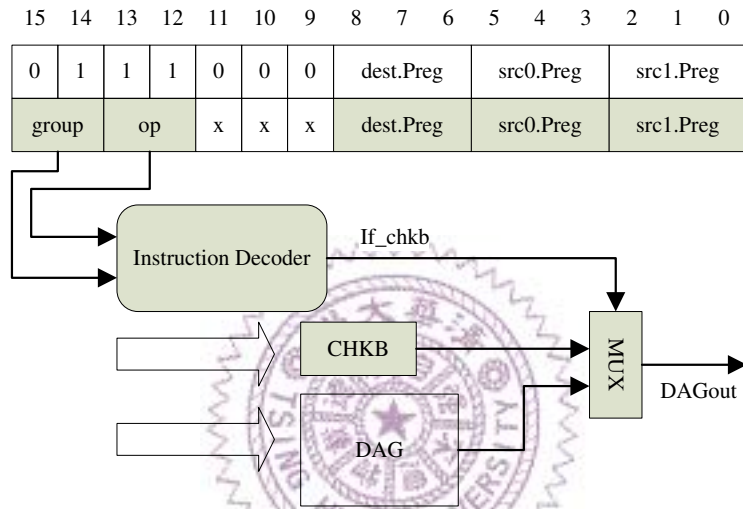 15 14 13 12 11 10 9 8 7 6 5 4 3 2 1 0
0 1 1 1 0 0 0 dest.Preg src0.Preg src1.Preg
group op x x x dest.Preg src0.Preg src1.Preg
If_chkb
Instruction Decoder
CHKB
MUX
DAGout
DAG